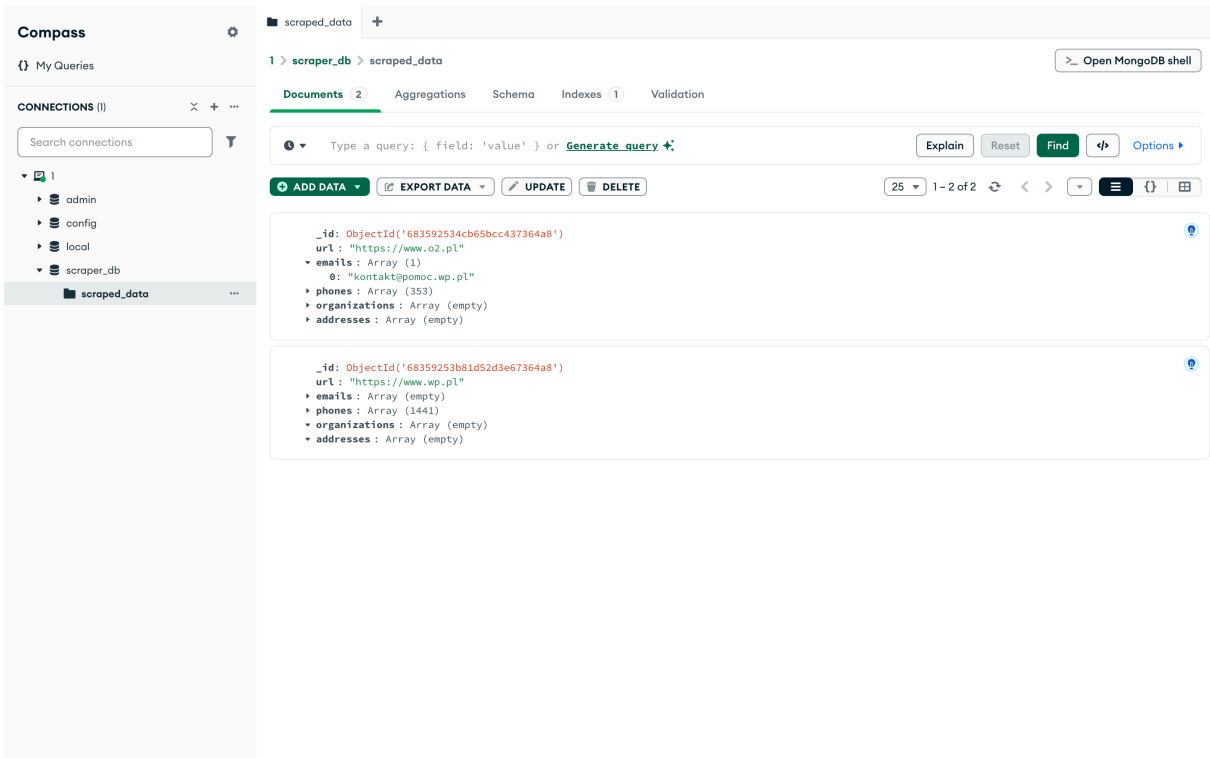 Compass
{} My Queries
CONNECTIONS (1)
Search connections
1
admin
config
local
scraper_db
scraped_data
scraped_data
1 > scraper_db > scraped_data
>_ Open MongoDB shell
Documents 2 Aggregations Schema Indexes 1 Validation
Type a query: { field: 'value' } or Generate query
Explain Reset Find </> Options
ADD DATA EXPORT DATA UPDATE DELETE
25 1 – 2 of 2 {}
_id: ObjectId('683592534cb65bcc437364a8')
url : "https://www.o2.pl"
emails : Array (1)
0: "kontakt@pomoc.wp.pl"
phones : Array (353)
organizations : Array (empty)
addresses : Array (empty)
_id: ObjectId('68359253b81d52d3e67364a8')
url : "https://www.wp.pl"
emails : Array (empty)
phones : Array (1441)
organizations : Array (empty)
addresses : Array (empty)